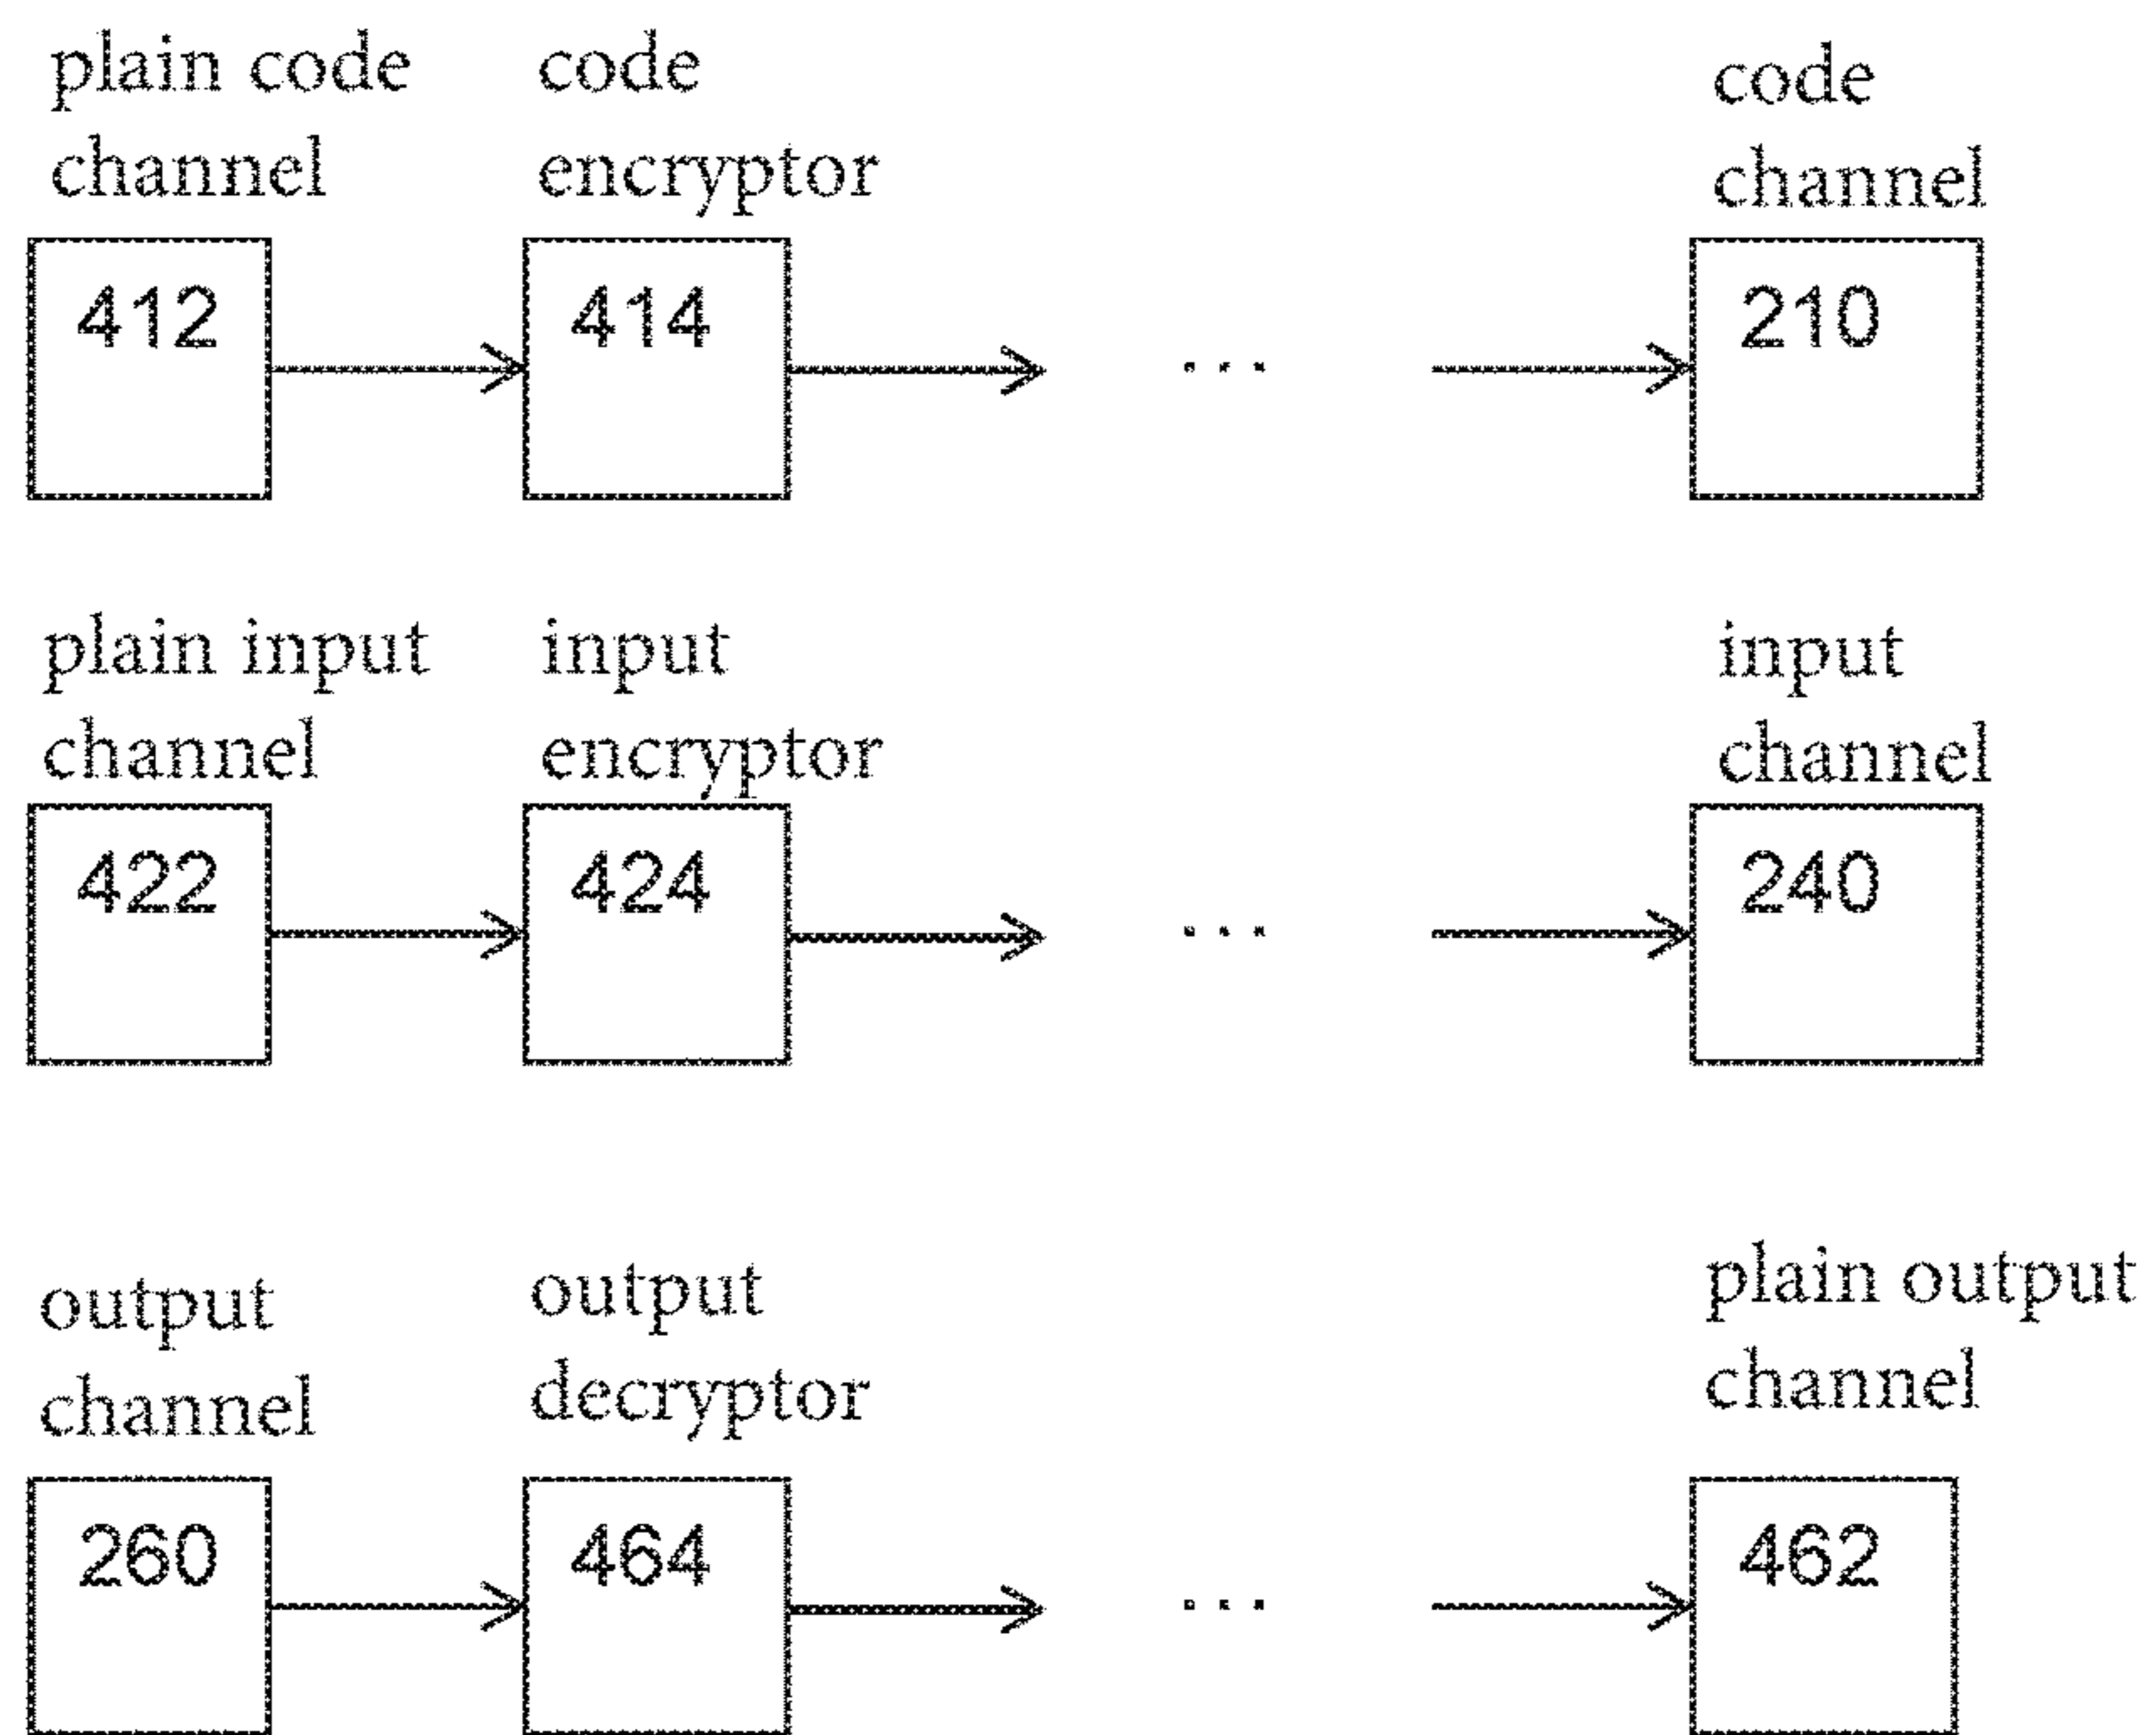 plain code
channel
code
encryptor
code
channel
412
414
...
210
plain input
channel
input
encryptor
input
channel
422
424
...
240
output
channel
output
decryptor
plain output
channel
260
464
...
462